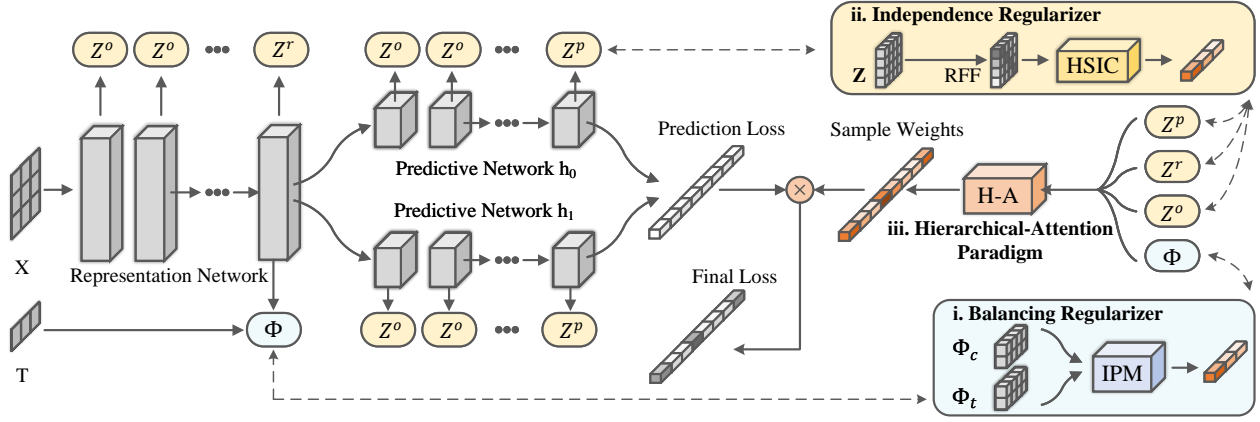 Z^o Z^o ••• Z^r
Z^o Z^o ••• Z^p
ii. Independence Regularizer
Z
RFF
HSIC
X
Representation Network
Predictive Network h_0
Predictive Network h_1
Prediction Loss
Sample Weights
×
H-A
iii. Hierarchical-Attention
Paradigm
Z^p
Z^r
Z^o
Φ
Final Loss
T
Φ
Z^o Z^o ••• Z^p
i. Balancing Regularizer
Φ_c
Φ_t
IPM